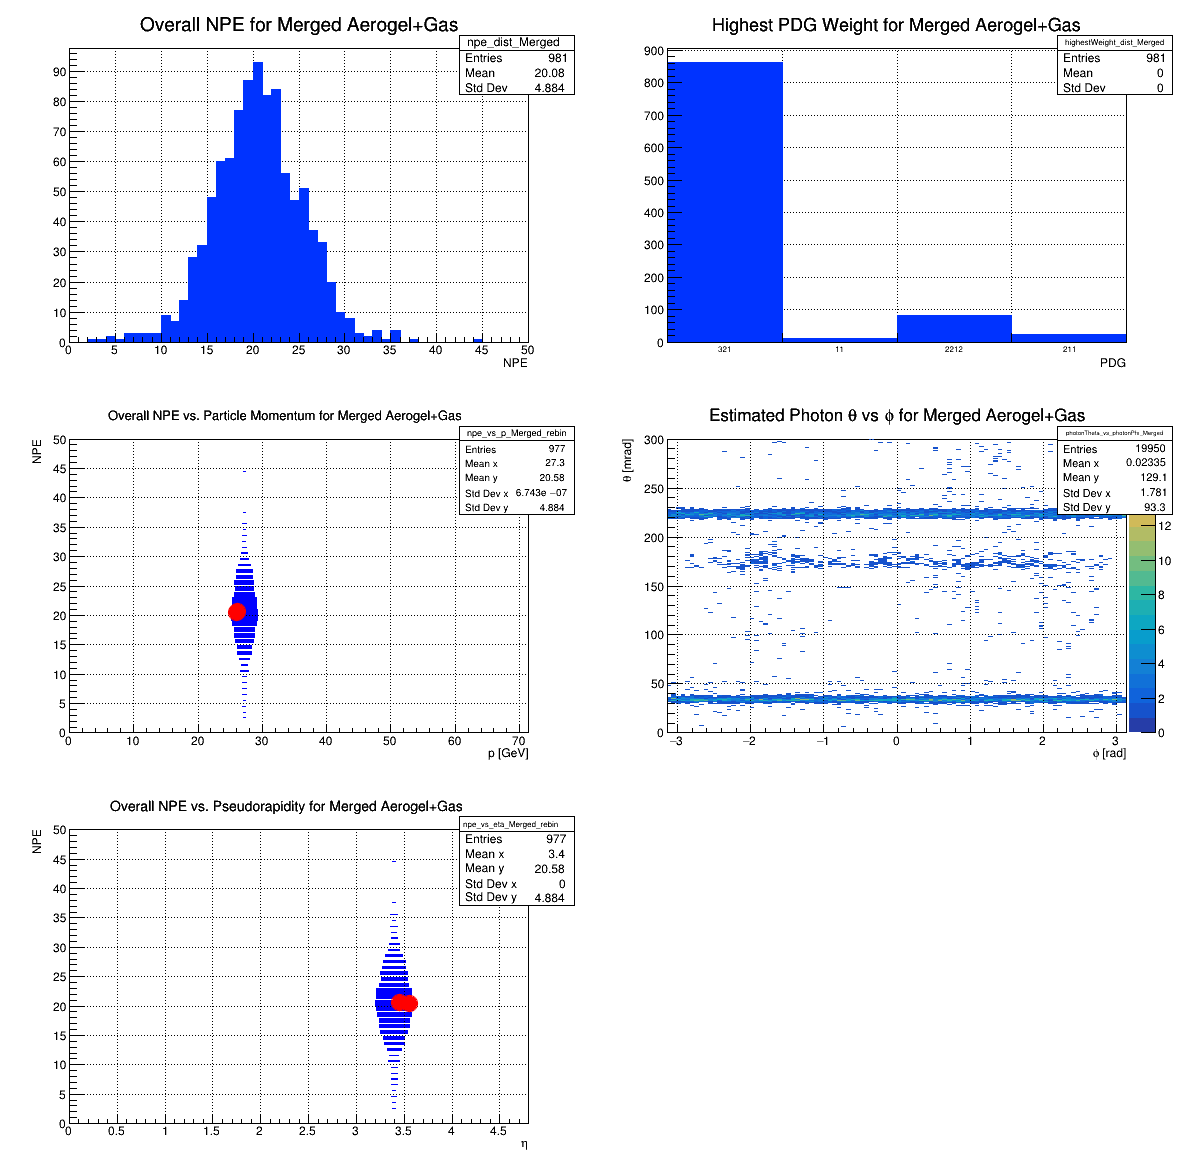 Overall NPE for Merged Aerogel+Gas
npe_dist_Merged
Entries 981
Mean 20.08
Std Dev 4.884
90
80
70
60
50
40
30
20
10
0
0 5 10 15 20 25 30 35 40 45 50
NPE
Highest PDG Weight for Merged Aerogel+Gas
highestWeight_dist_Merged
Entries 981
Mean 0
Std Dev 0
900
800
700
600
500
400
300
200
100
0
321 11 2212 211
PDG
Overall NPE vs. Particle Momentum for Merged Aerogel+Gas
npe_vs_p_Merged_rebin
Entries 977
Mean x 27.3
Mean y 20.58
Std Dev x 6.743e −07
Std Dev y 4.884
NPE
50
45
40
35
30
25
20
15
10
5
0
0 10 20 30 40 50 60 70
p [GeV]
Estimated Photon θ vs ϕ for Merged Aerogel+Gas
photonTheta_vs_photonPhi_Merged
Entries 19950
Mean x 0.02335
Mean y 129.1
Std Dev x 1.781
Std Dev y 93.3
θ [mrad]
300
250
200
150
100
50
0
−3 −2 −1 0 1 2 3
ϕ [rad]
12
10
8
6
4
2
0
Overall NPE vs. Pseudorapidity for Merged Aerogel+Gas
npe_vs_eta_Merged_rebin
Entries 977
Mean x 3.4
Mean y 20.58
Std Dev x 0
Std Dev y 4.884
NPE
50
45
40
35
30
25
20
15
10
5
0
0 0.5 1 1.5 2 2.5 3 3.5 4 4.5
η